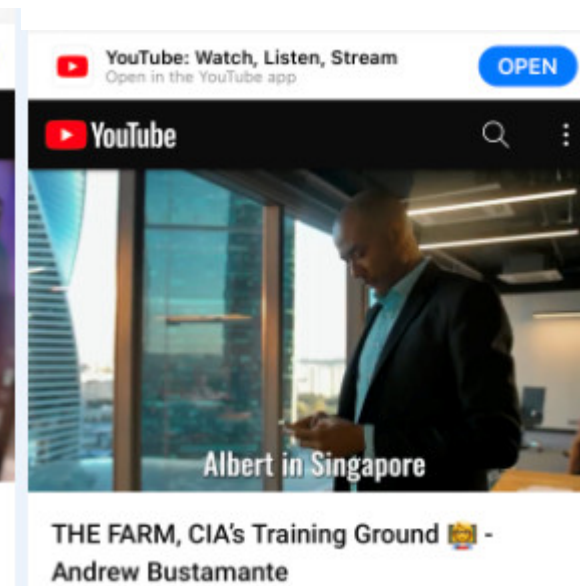 YouTube: Watch, Listen, Stream
Open in the YouTube app
OPEN
YouTube
Albert in Singapore
THE FARM, CIA's Training Ground 👩‍🏫 -
Andrew Bustamante